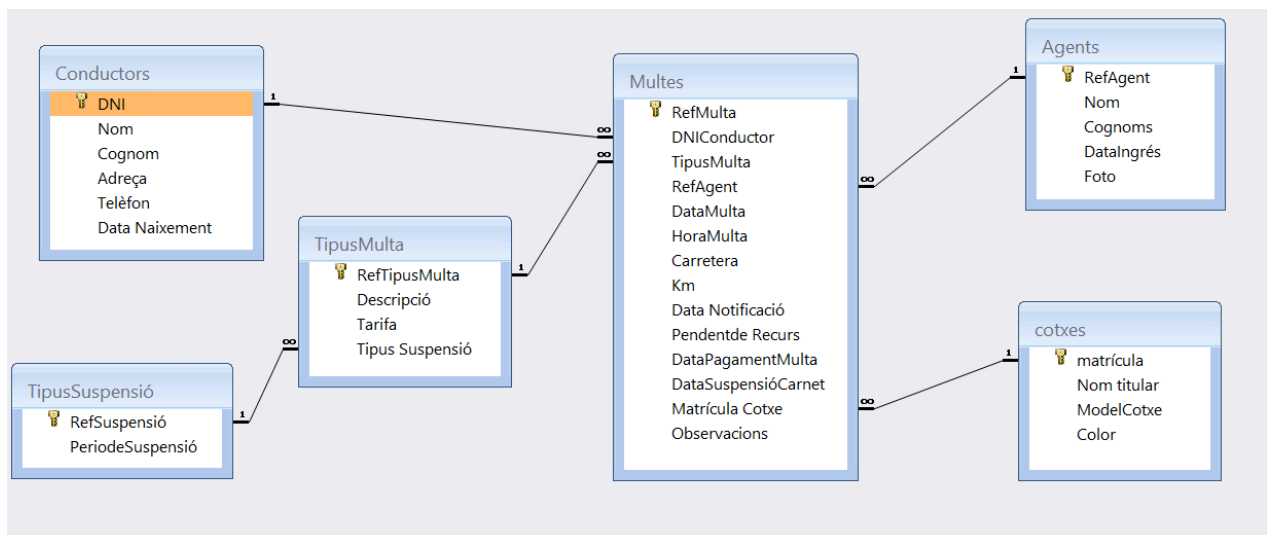 Conductors
DNI
Nom
Cognom
Adreça
Telèfon
Data Naixement
1
∞
∞
TipusMulta
RefTipusMulta
Descripció
Tarifa
Tipus Suspensió
1
∞
TipusSuspensió
RefSuspensió
PeriodeSuspensió
1
Multes
RefMulta
DNIConductor
TipusMulta
RefAgent
DataMulta
HoraMulta
Carretera
Km
Data Notificació
Pendentde Recurs
DataPagamentMulta
DataSuspensióCarnet
Matrícula Cotxe
Observacions
∞
∞
Agents
RefAgent
Nom
Cognoms
DataIngrés
Foto
1
cotxes
matrícula
Nom titular
ModelCotxe
Color
1